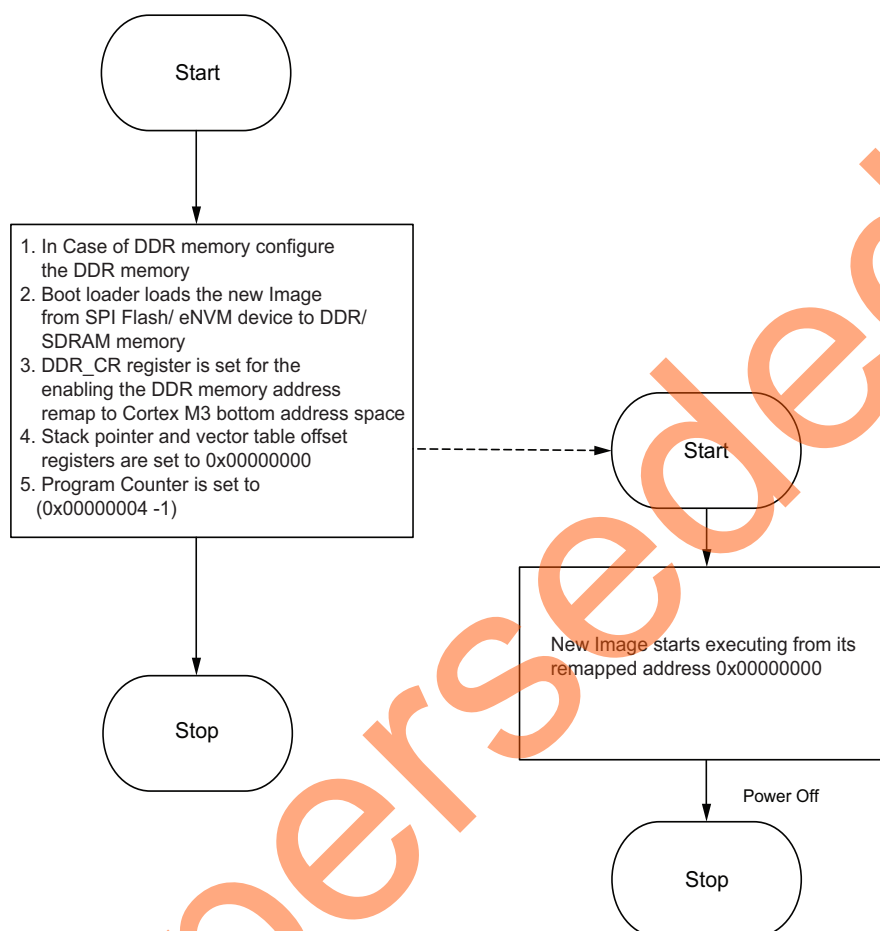 Start
1. In Case of DDR memory configure
the DDR memory
2. Boot loader loads the new Image
from SPI Flash/ eNVM device to DDR/
SDRAM memory
3. DDR_CR register is set for the
enabling the DDR memory address
remap to Cortex M3 bottom address space
4. Stack pointer and vector table offset
registers are set to 0x00000000
5. Program Counter is set to
(0x00000004 -1)
Stop
Start
New Image starts executing from its
remapped address 0x00000000
Power Off
Stop
perseded